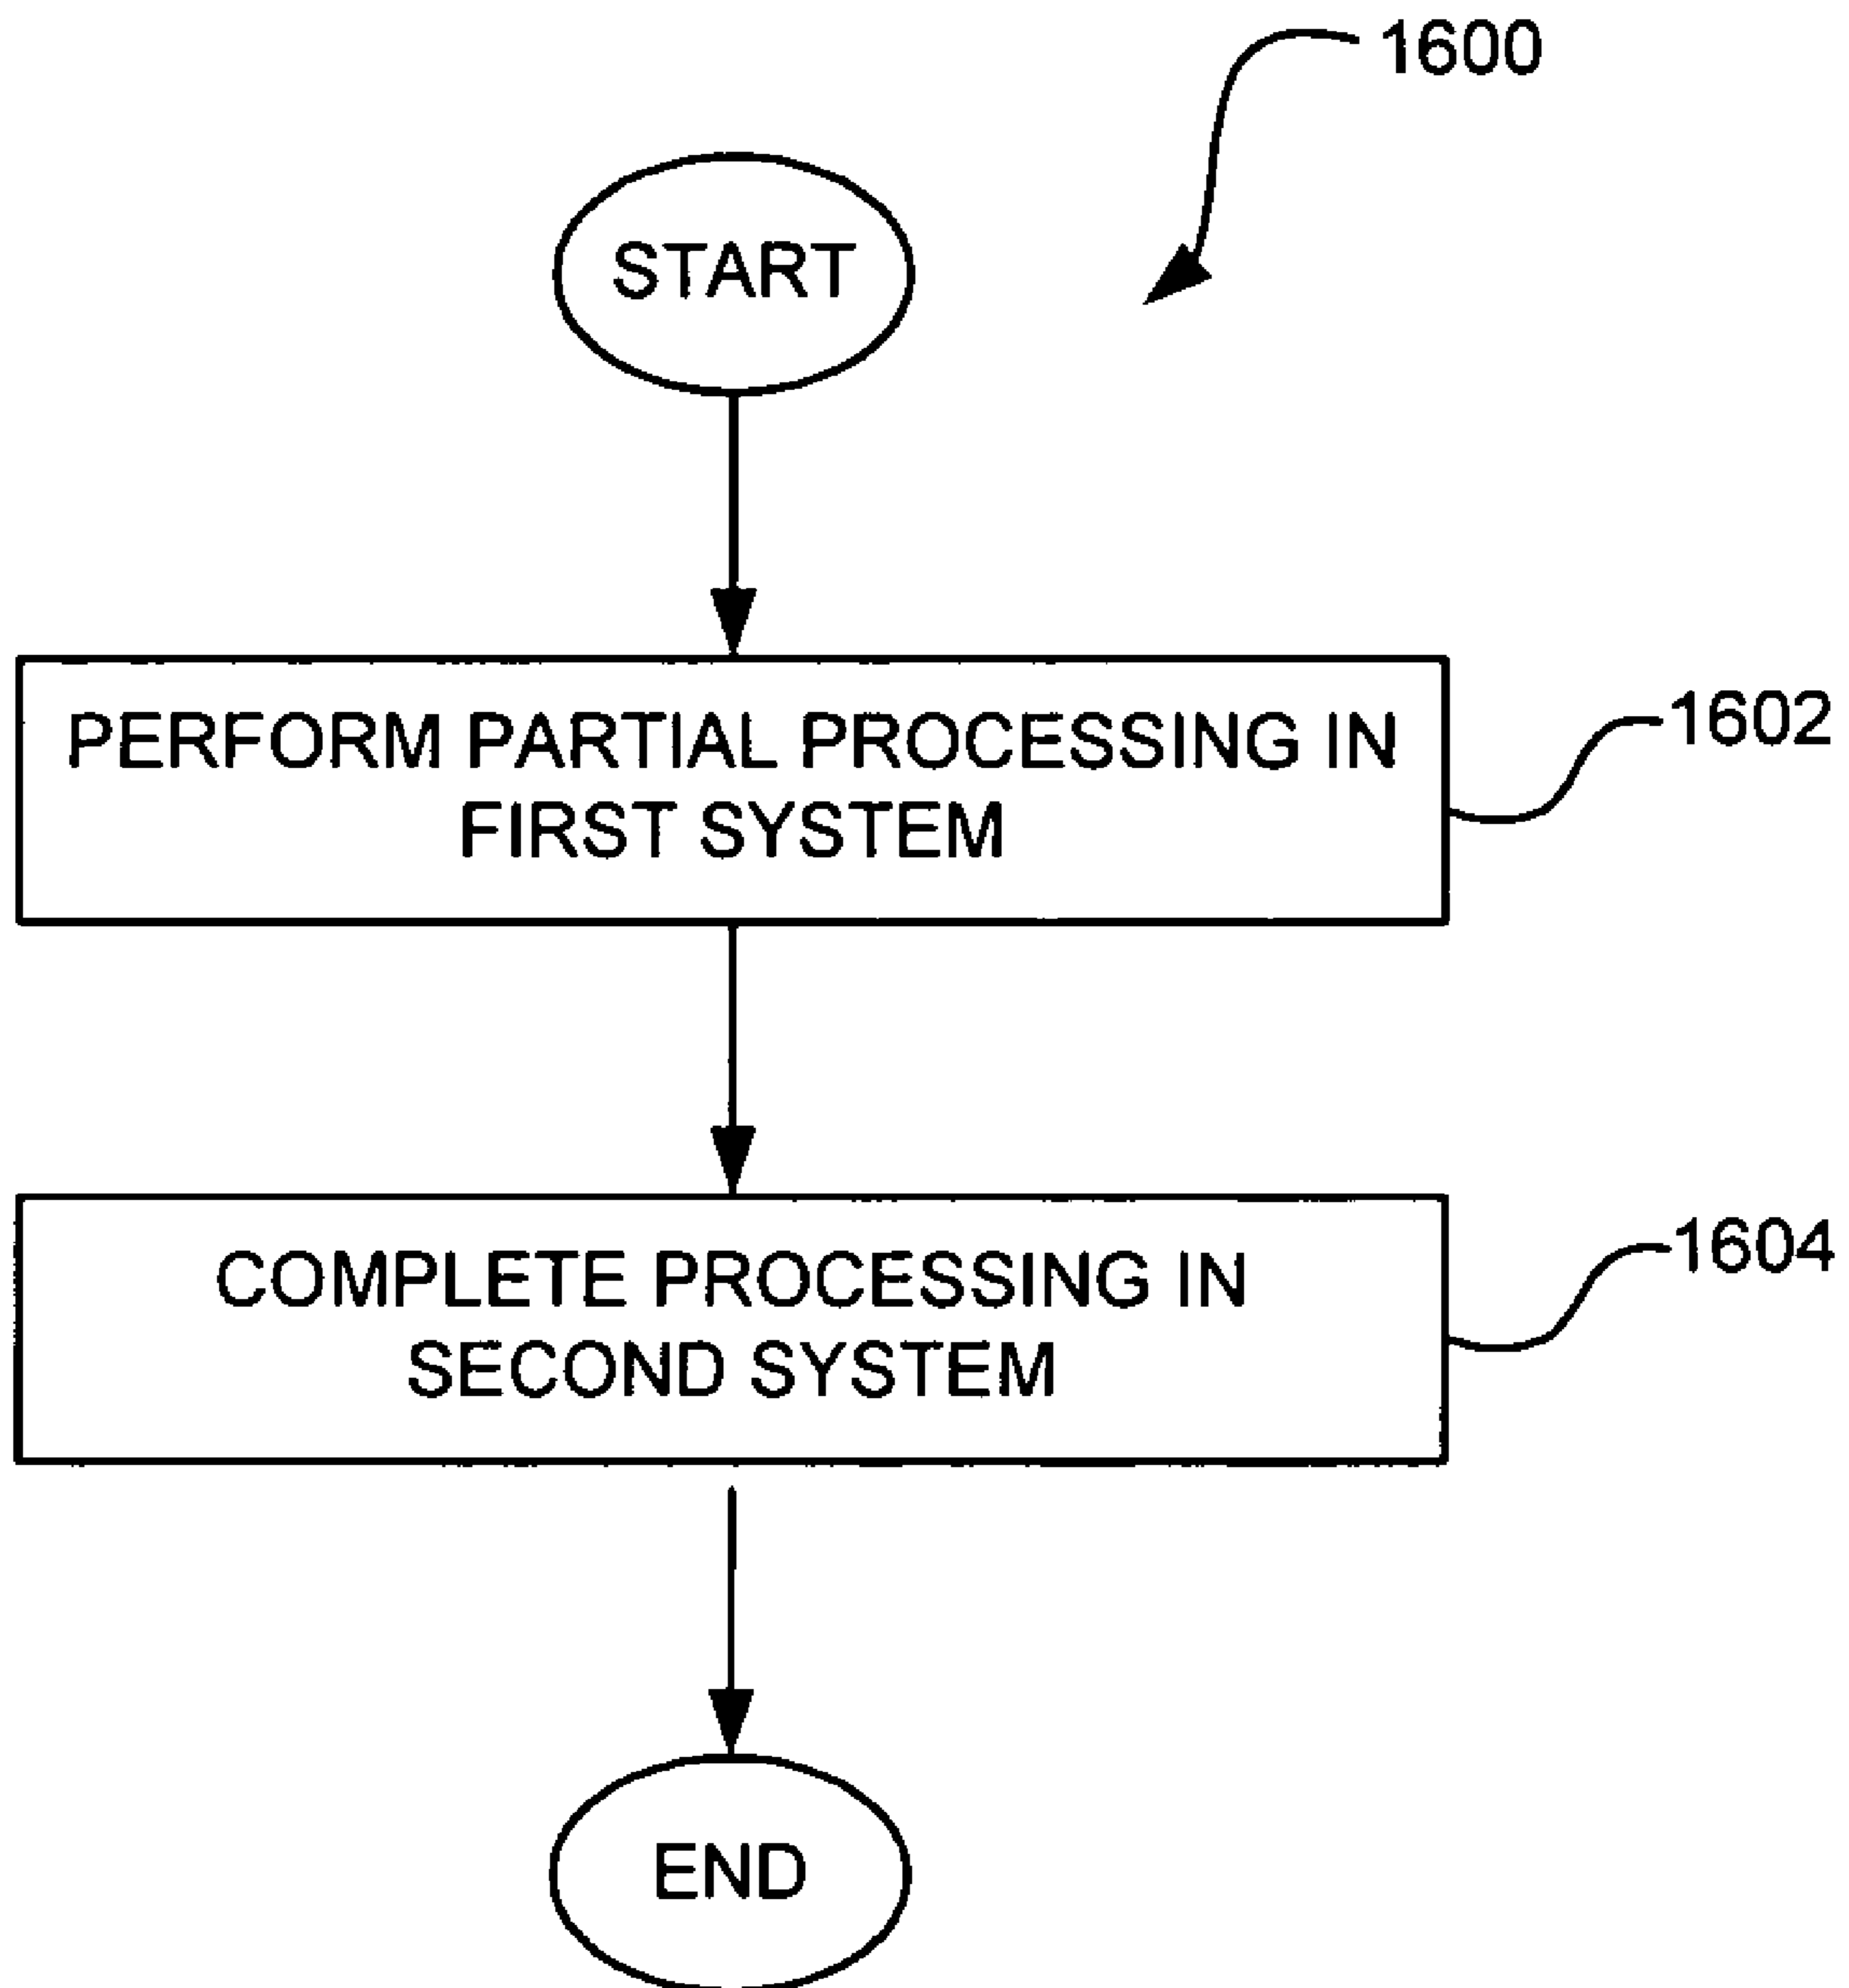 1600
START
PERFORM PARTIAL PROCESSING IN
FIRST SYSTEM
1602
COMPLETE PROCESSING IN
SECOND SYSTEM
1604
END